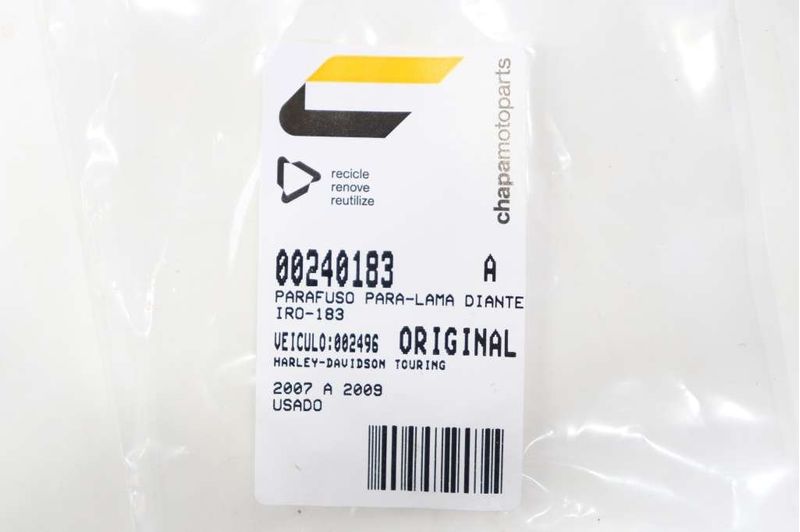 chapamotoparts
recicle
renove
reutilize
00240183 A
PARAFUSO PARA-LAMA DIANTE
IRO-183
VEICULO:002496 ORIGINAL
HARLEY-DAVIDSON TOURING
2007 A 2009
USADO